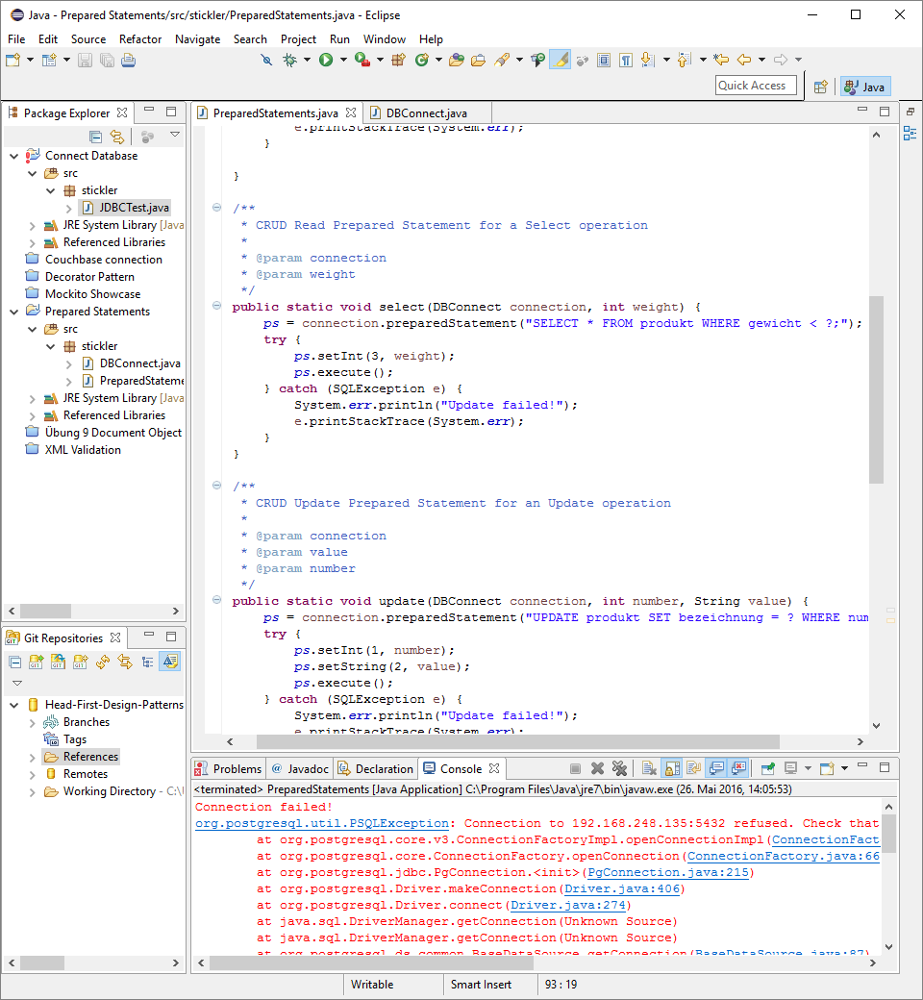 Java - Prepared Statements/src/stickler/PreparedStatements.java - Eclipse
File Edit Source Refactor Navigate Search Project Run Window Help
Quick Access Java
Package Explorer
Connect Database
src
stickler
JDBCTest.java
JRE System Library [Java
Referenced Libraries
Couchbase connection
Decorator Pattern
Mockito Showcase
Prepared Statements
src
stickler
DBConnect.java
PreparedStateme
JRE System Library [Java
Referenced Libraries
Übung 9 Document Object
XML Validation
Git Repositories
Head-First-Design-Patterns
Branches
Tags
References
Remotes
Working Directory - C:\U
PreparedStatements.java DBConnect.java
e.printStackTrace(System.err);
}
}
/**
* CRUD Read Prepared Statement for a Select operation
*
* @param connection
* @param weight
*/
public static void select(DBConnect connection, int weight) {
ps = connection.preparedStatement("SELECT * FROM produkt WHERE gewicht < ?;");
try {
ps.setInt(3, weight);
ps.execute();
} catch (SQLException e) {
System.err.println("Update failed!");
e.printStackTrace(System.err);
}
}
/**
* CRUD Update Prepared Statement for an Update operation
*
* @param connection
* @param value
* @param number
*/
public static void update(DBConnect connection, int number, String value) {
ps = connection.preparedStatement("UPDATE produkt SET bezeichnung = ? WHERE num
try {
ps.setInt(1, number);
ps.setString(2, value);
ps.execute();
} catch (SQLException e) {
System.err.println("Update failed!");
e.printStackTrace(System.err);
Problems @ Javadoc Declaration Console
<terminated> PreparedStatements [Java Application] C:\Program Files\Java\jre7\bin\javaw.exe (26. Mai 2016, 14:05:53)
Connection failed!
org.postgresql.util.PSQLException: Connection to 192.168.248.135:5432 refused. Check that
at org.postgresql.core.v3.ConnectionFactoryImpl.openConnectionImpl(ConnectionFact
at org.postgresql.core.ConnectionFactory.openConnection(ConnectionFactory.java:66
at org.postgresql.jdbc.PgConnection.<init>(PgConnection.java:215)
at org.postgresql.Driver.makeConnection(Driver.java:406)
at org.postgresql.Driver.connect(Driver.java:274)
at java.sql.DriverManager.getConnection(Unknown Source)
at java.sql.DriverManager.getConnection(Unknown Source)
at org.postgresql.ds.common.BaseDataSource.getConnection(BaseDataSource.java:87)
Writable Smart Insert 93 : 19